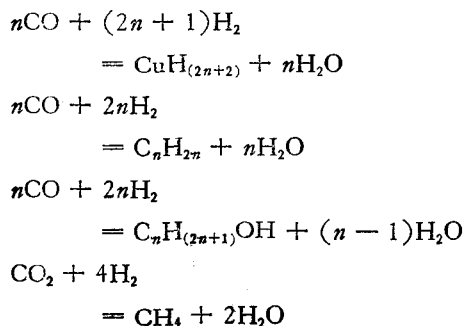 nCO + (2n + 1)H₂
= CuH₍₂ₙ₊₂₎ + nH₂O
nCO + 2nH₂
= CₙH₂ₙ + nH₂O
nCO + 2nH₂
= CₙH₍₂ₙ₊₁₎OH + (n − 1)H₂O
CO₂ + 4H₂
= CH₄ + 2H₂O